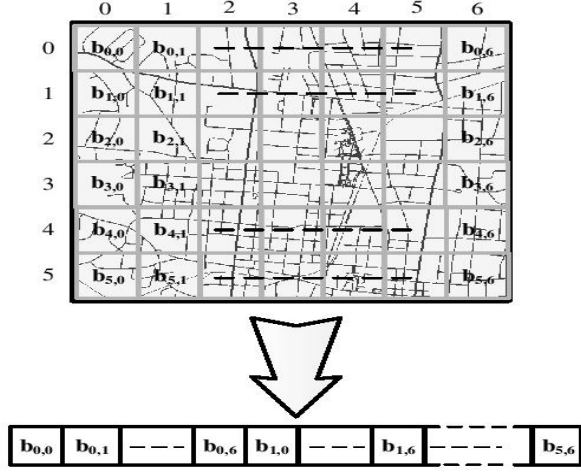 0 1 2 3 4 5 6
0 b0,0 b0,1 b0,6
1 b1,0 b1,1 b1,6
2 b2,0 b2,1 b2,6
3 b3,0 b3,1 b3,6
4 b4,0 b4,1 b4,6
5 b5,0 b5,1 b5,6
b0,0 b0,1 b0,6 b1,0 b1,6 b5,6